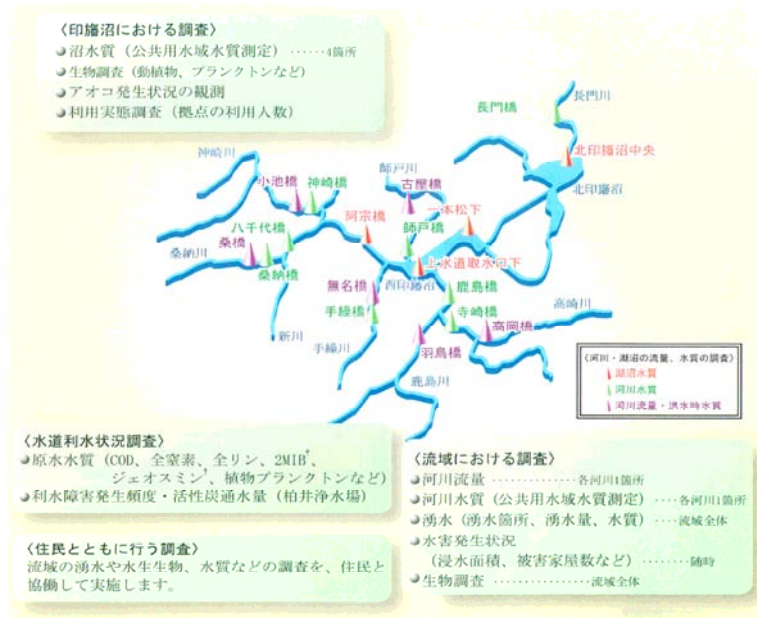 〈印旛沼における調査〉
●沼水質（公共用水域水質測定）……4箇所
●生物調査（動植物、プランクトンなど）
●アオコ発生状況の観測
●利用実態調査（拠点の利用人数）
長門橋
長門川
北印旛沼中央
北印旛沼
神崎川
小池橋
神崎橋
師戸川
古屋橋
一本松下
阿宗橋
師戸橋
八千代橋
桑橋
桑納川
桑納橋
上水道取水口下
西印旛沼
無名橋
鹿島橋
手繰橋
寺崎橋
高崎川
高岡橋
新川
手繰川
羽鳥橋
鹿島川
〈河川・湖沼の流量、水質の調査〉
湖沼水質
河川水質
河川流量・洪水時水質
〈水道利水状況調査〉
●原水水質（COD、全窒素、全リン、2MIB†、
ジェオスミン†、植物プランクトンなど）
●利水障害発生頻度・活性炭通水量（柏井浄水場）
〈住民とともに行う調査〉
流域の湧水や水生生物、水質などの調査を、住民と
協働して実施します。
〈流域における調査〉
●河川流量 ……………各河川1箇所
●河川水質（公共用水域水質測定）‥‥各河川1箇所
●湧水（湧水箇所、湧水量、水質）‥‥流域全体
●水害発生状況
（浸水面積、被害家屋数など）………随時
●生物調査 ………………流域全体